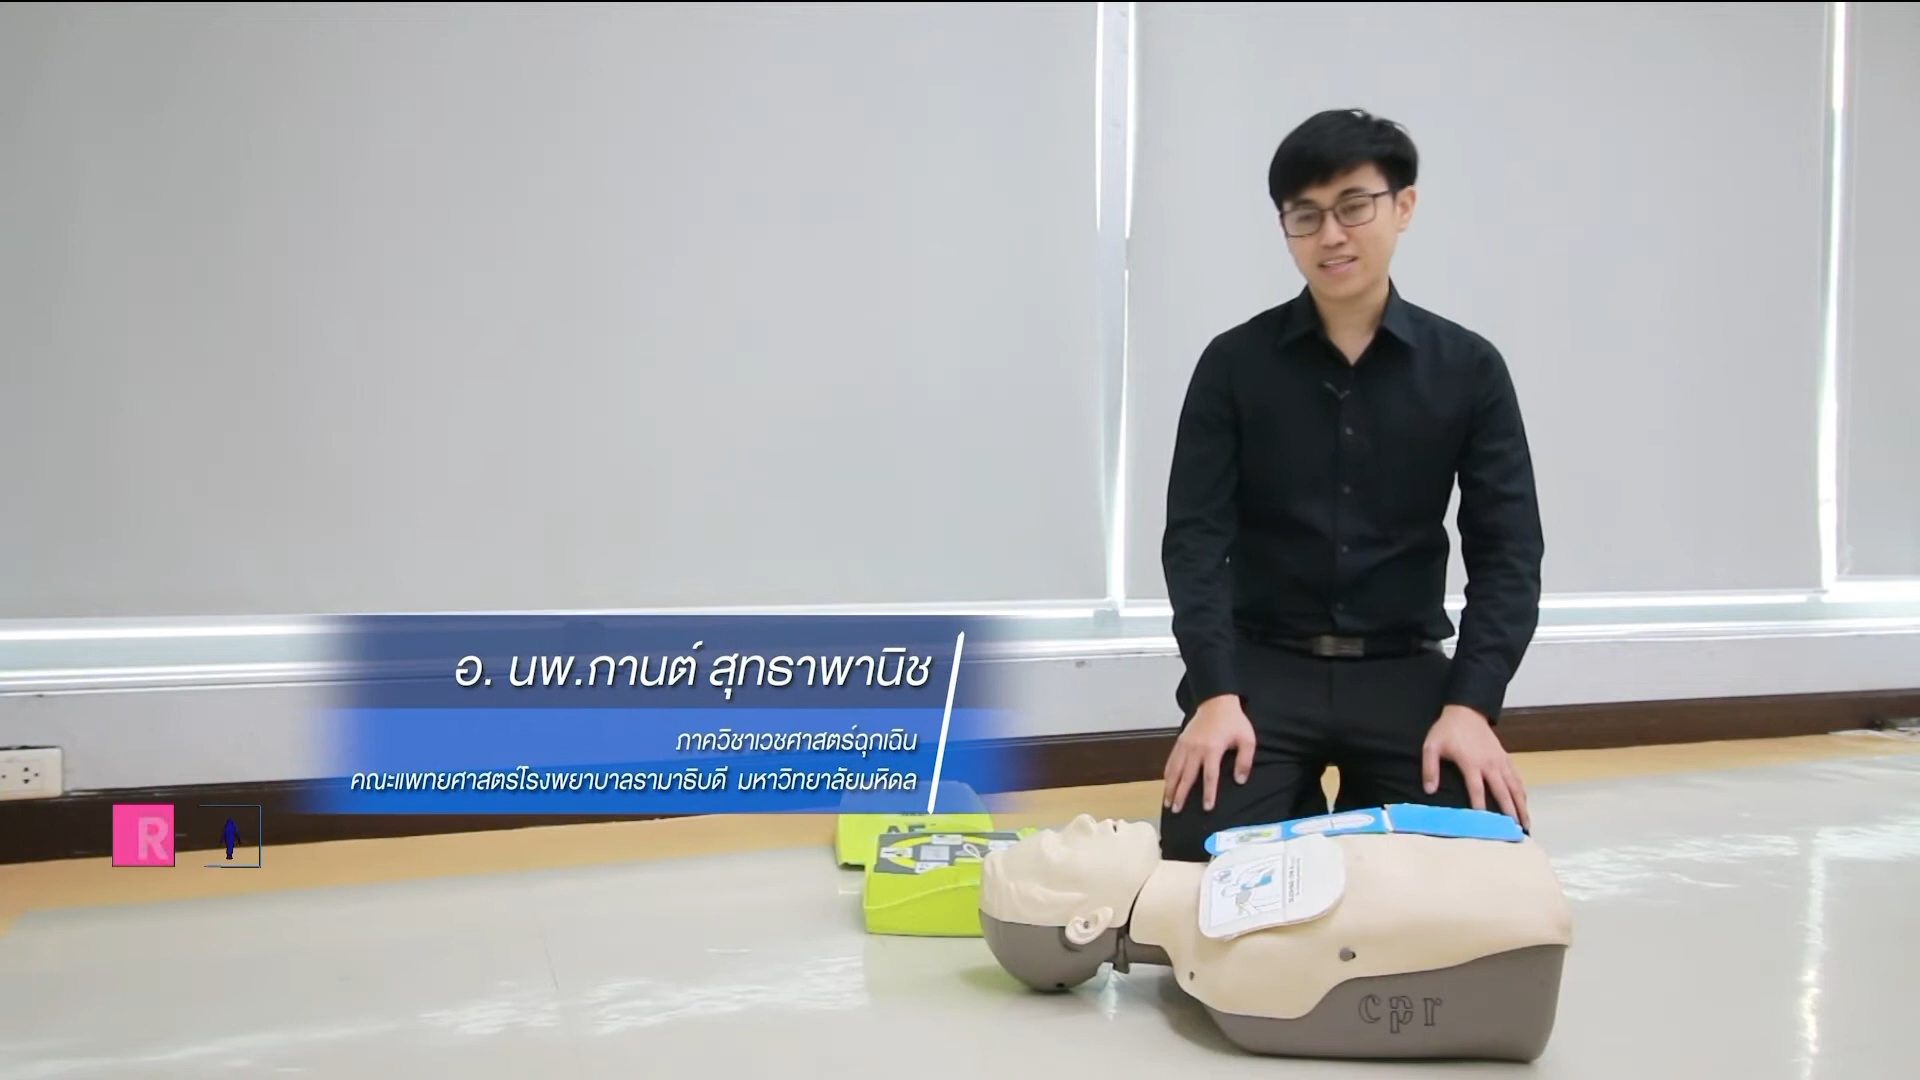 อ. นพ.กานต์ สุทธาพานิช
ภาควิชาเวชศาสตร์ฉุกเฉิน
คณะแพทยศาสตร์โรงพยาบาลรามาธิบดี มหาวิทยาลัยมหิดล
R
cpr